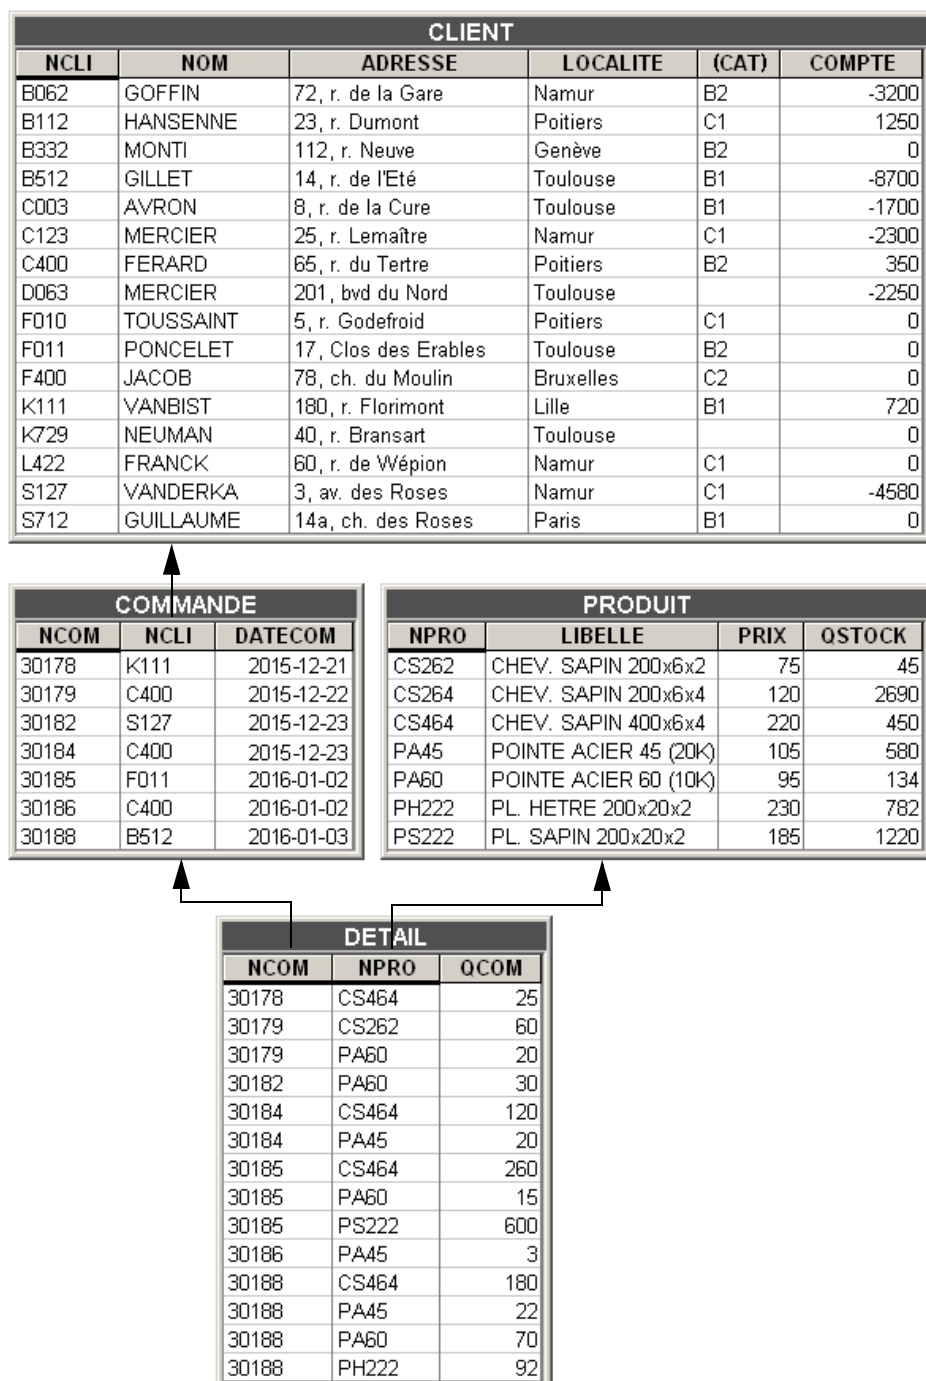 CLIENT
NCLI NOM ADRESSE LOCALITE (CAT) COMPTE
B062 GOFFIN 72, r. de la Gare Namur B2 -3200
B112 HANSENNE 23, r. Dumont Poitiers C1 1250
B332 MONTI 112, r. Neuve Genève B2 0
B512 GILLET 14, r. de l'Eté Toulouse B1 -8700
C003 AVRON 8, r. de la Cure Toulouse B1 -1700
C123 MERCIER 25, r. Lemaître Namur C1 -2300
C400 FERARD 65, r. du Tertre Poitiers B2 350
D063 MERCIER 201, bvd du Nord Toulouse -2250
F010 TOUSSAINT 5, r. Godefroid Poitiers C1 0
F011 PONCELET 17, Clos des Erables Toulouse B2 0
F400 JACOB 78, ch. du Moulin Bruxelles C2 0
K111 VANBIST 180, r. Florimont Lille B1 720
K729 NEUMAN 40, r. Bransart Toulouse 0
L422 FRANCK 60, r. de Wépion Namur C1 0
S127 VANDERKA 3, av. des Roses Namur C1 -4580
S712 GUILLAUME 14a, ch. des Roses Paris B1 0
COMMANDE
NCOM NCLI DATECOM
30178 K111 2015-12-21
30179 C400 2015-12-22
30182 S127 2015-12-23
30184 C400 2015-12-23
30185 F011 2016-01-02
30186 C400 2016-01-02
30188 B512 2016-01-03
PRODUIT
NPRO LIBELLE PRIX QSTOCK
CS262 CHEV. SAPIN 200x6x2 75 45
CS264 CHEV. SAPIN 200x6x4 120 2690
CS464 CHEV. SAPIN 400x6x4 220 450
PA45 POINTE ACIER 45 (20K) 105 580
PA60 POINTE ACIER 60 (10K) 95 134
PH222 PL. HETRE 200x20x2 230 782
PS222 PL. SAPIN 200x20x2 185 1220
DETAIL
NCOM NPRO QCOM
30178 CS464 25
30179 CS262 60
30179 PA60 20
30182 PA60 30
30184 CS464 120
30184 PA45 20
30185 CS464 260
30185 PA60 15
30185 PS222 600
30186 PA45 3
30188 CS464 180
30188 PA45 22
30188 PA60 70
30188 PH222 92